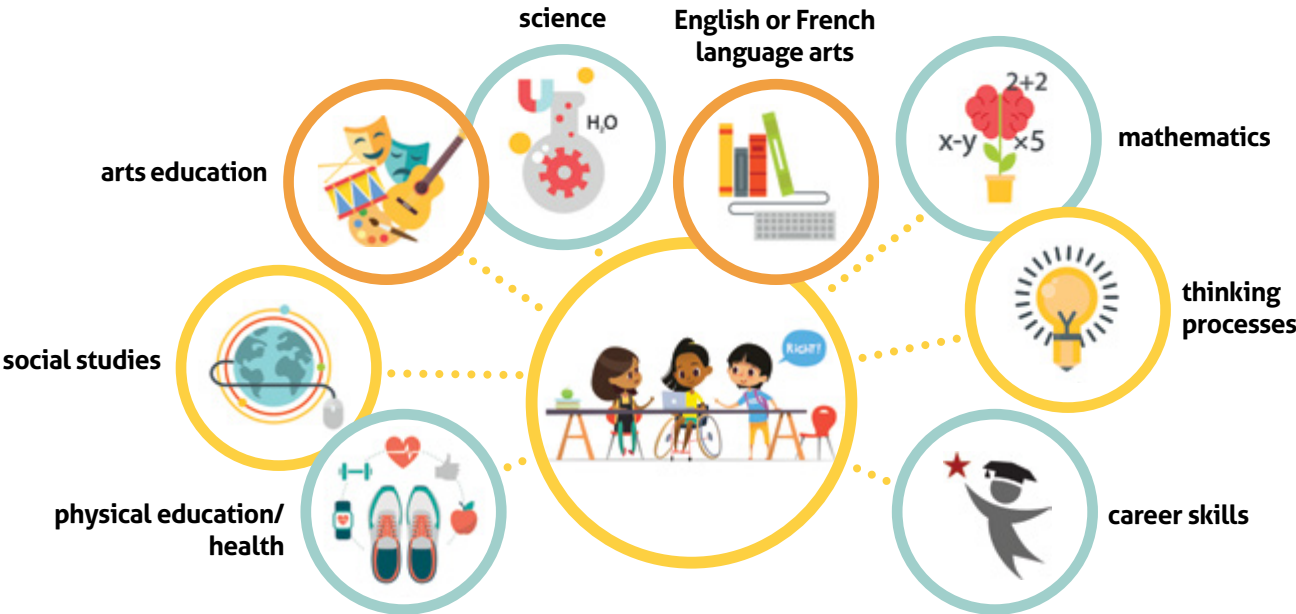 science
English or French
language arts
H₂O
2+2
x-y
×5
mathematics
arts education
thinking
processes
RIGHT!
social studies
physical education/
health
career skills